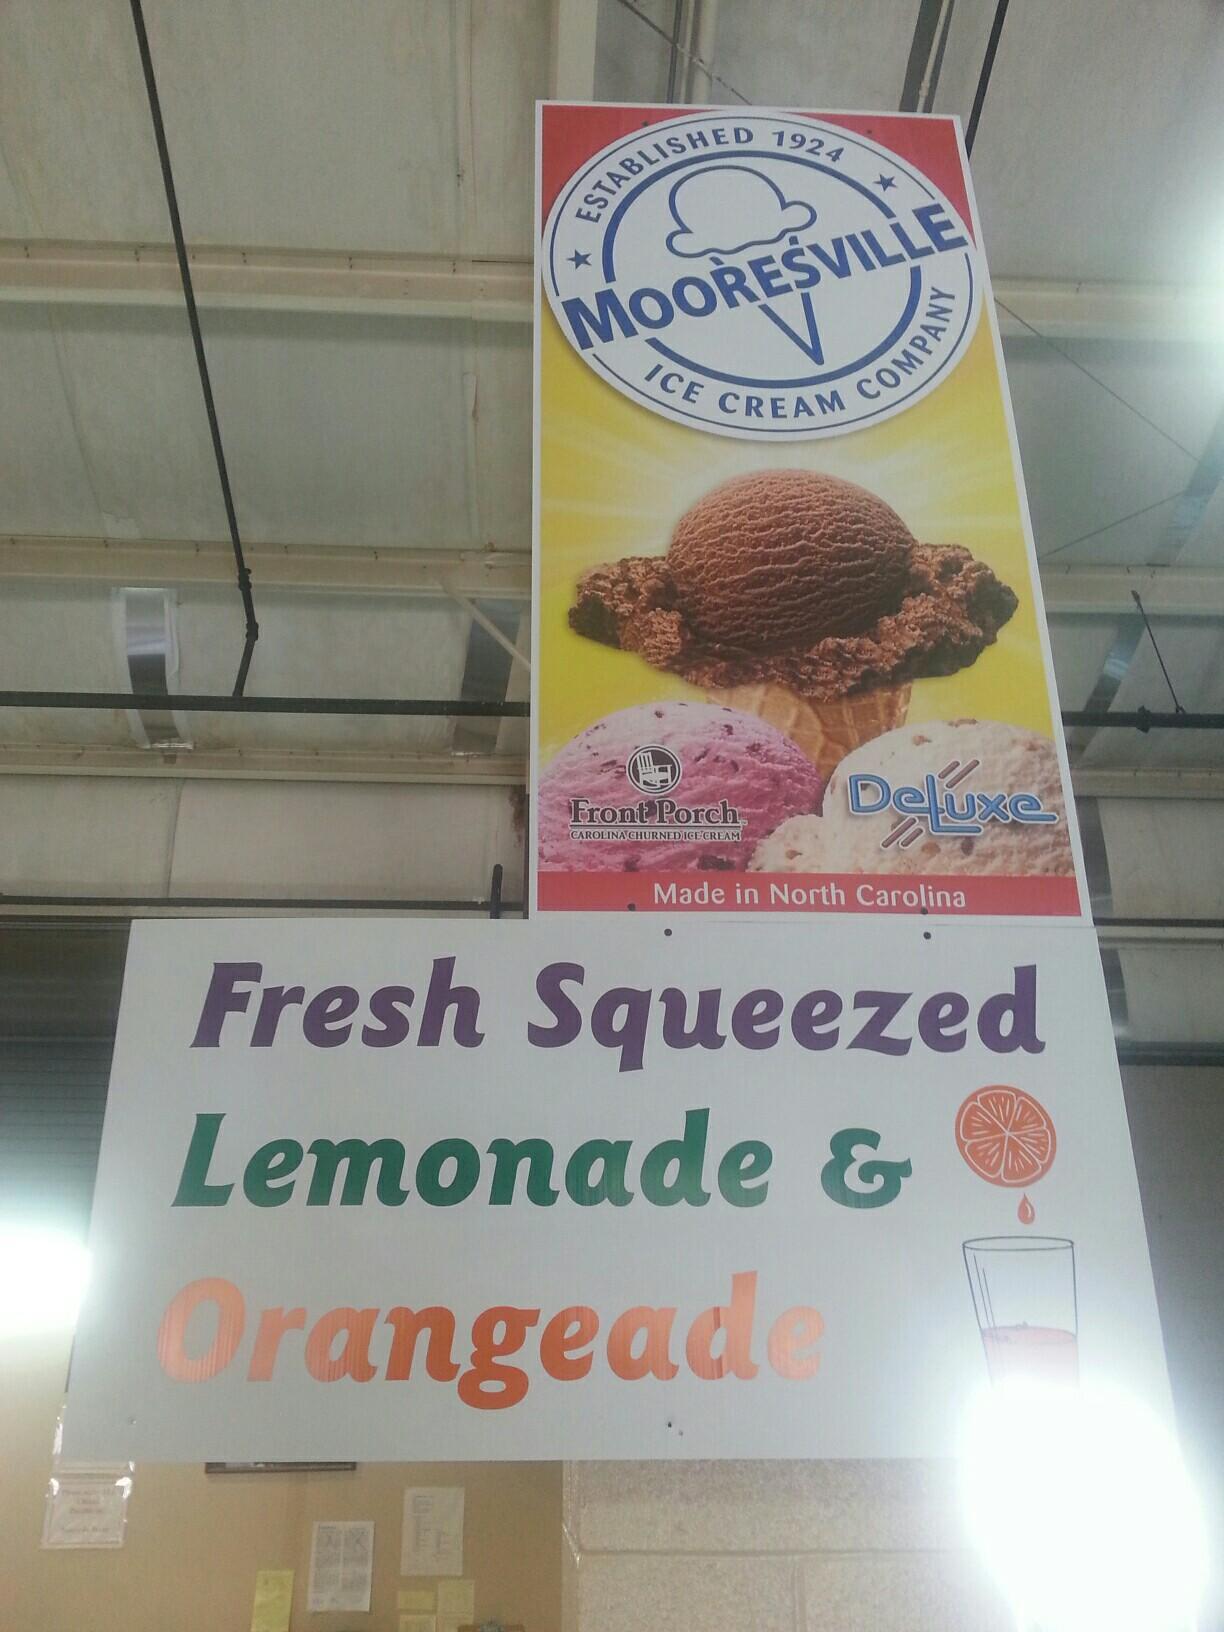 ESTABLISHED 1924
MOORESVILLE
ICE CREAM COMPANY
Front Porch
CAROLINA CHURNED ICE CREAM
DeLuxe
Made in North Carolina
Fresh Squeezed
Lemonade &
Orangeade